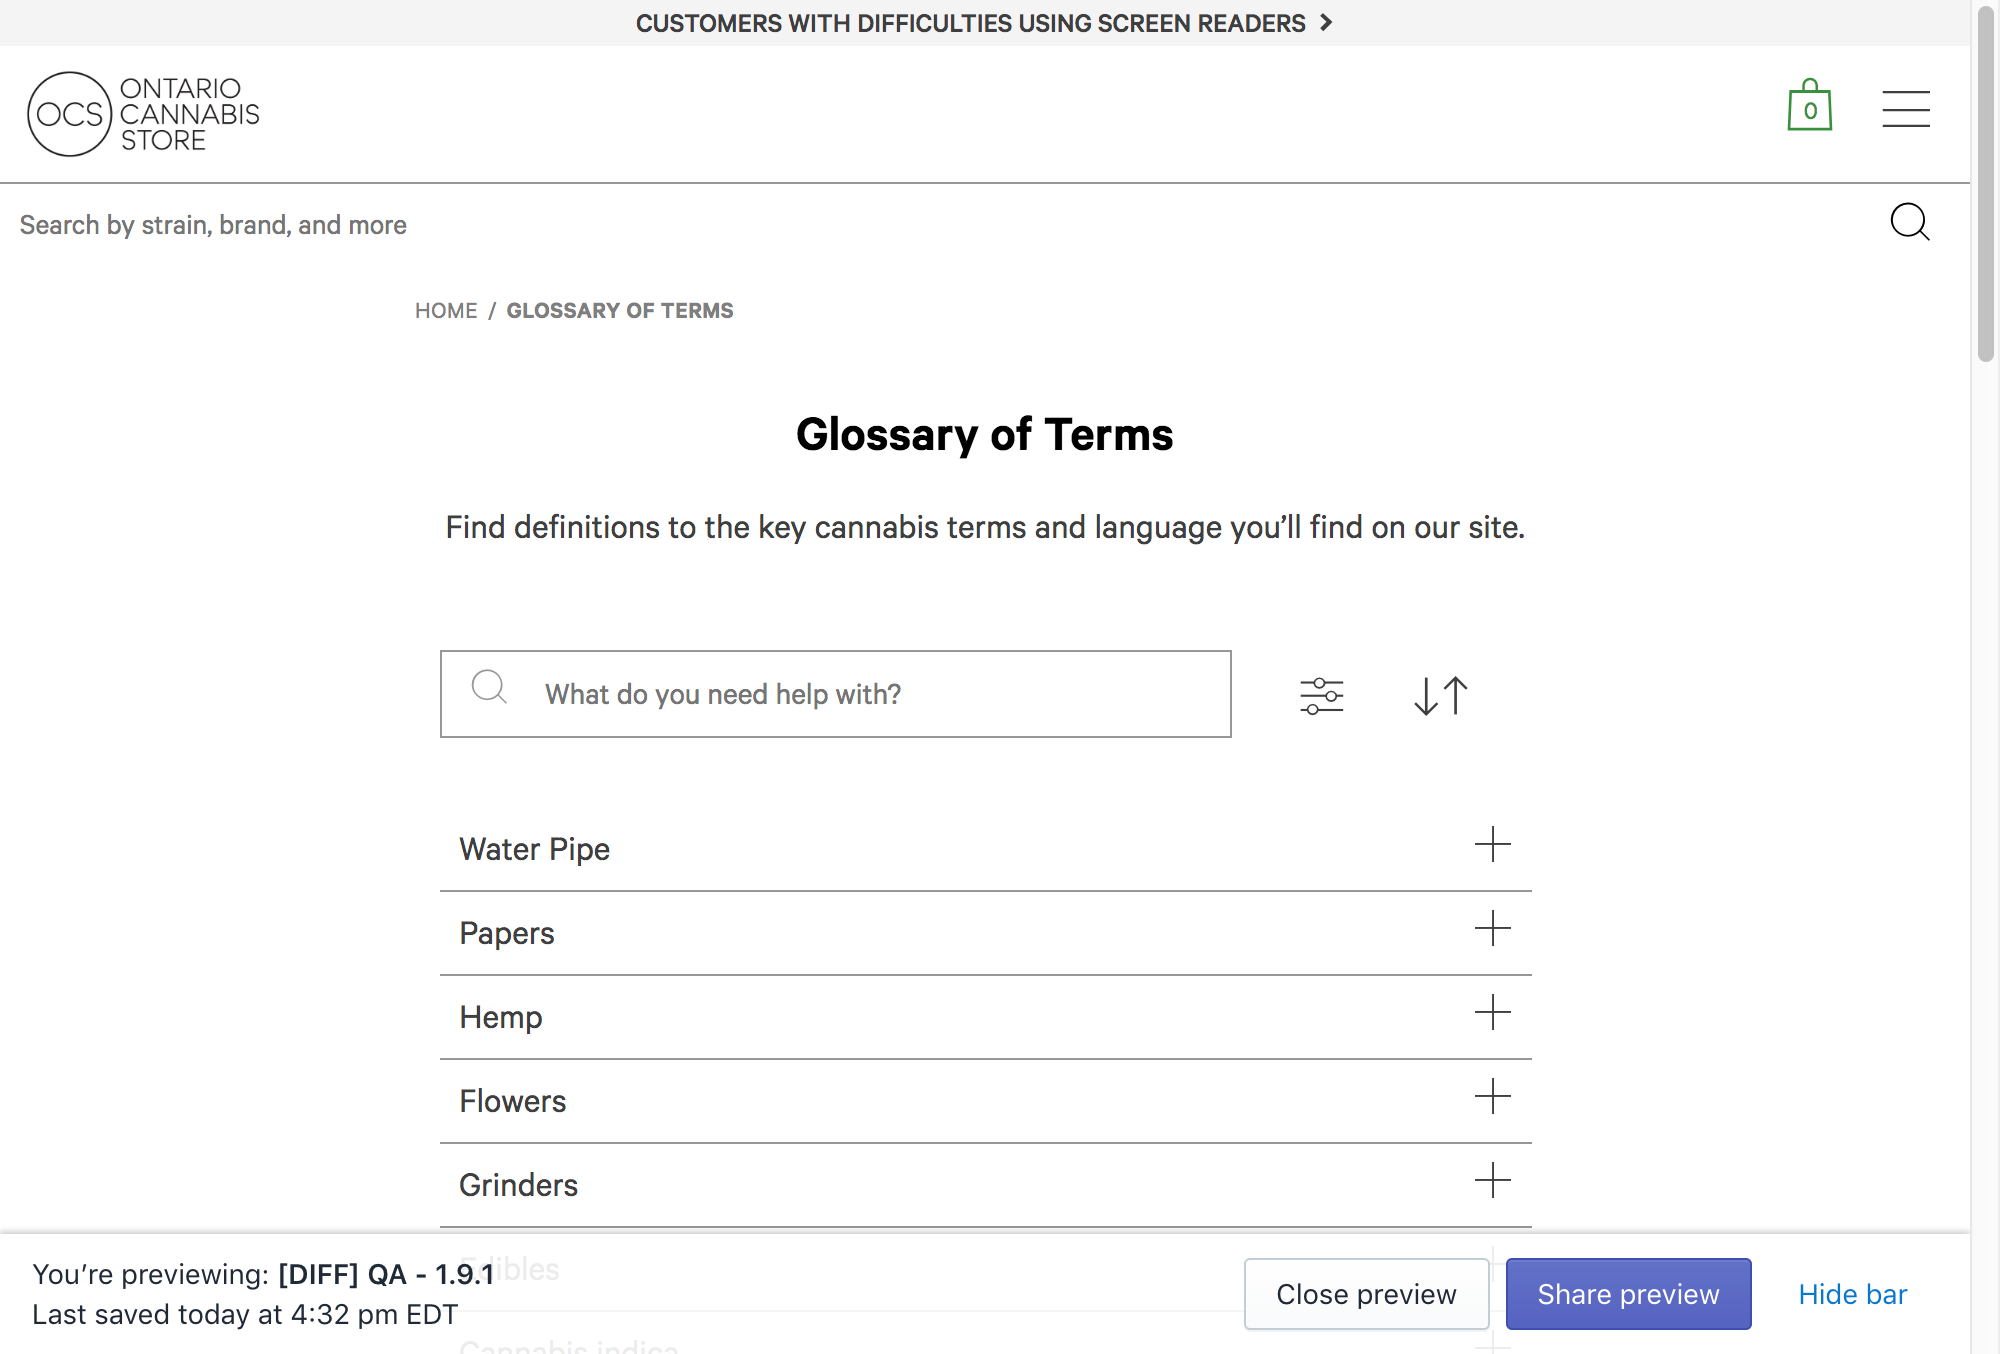 CUSTOMERS WITH DIFFICULTIES USING SCREEN READERS
OCS
ONTARIO
CANNABIS
STORE
0
Search by strain, brand, and more
HOME / GLOSSARY OF TERMS
Glossary of Terms
Find definitions to the key cannabis terms and language you’ll find on our site.
What do you need help with?
Water Pipe
Papers
Hemp
Flowers
Grinders
Edibles
You’re previewing: [DIFF] QA - 1.9.1
Last saved today at 4:32 pm EDT
Close preview
Share preview
Hide bar
Cannabis indica